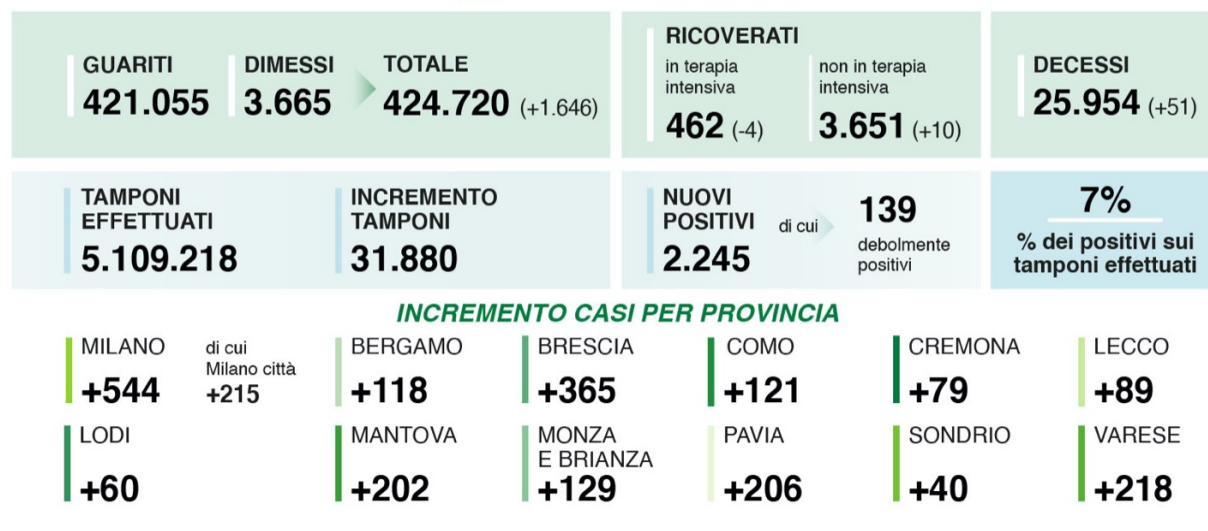 GUARITI
421.055
DIMESSI
3.665
TOTALE
424.720 (+1.646)
RICOVERATI
in terapia
intensiva
462 (-4)
non in terapia
intensiva
3.651 (+10)
DECESSI
25.954 (+51)
TAMPONI
EFFETTUATI
5.109.218
INCREMENTO
TAMPONI
31.880
NUOVI
POSITIVI
2.245
di cui
139
debolmente
positivi
7%
% dei positivi sui
tamponi effettuati
INCREMENTO CASI PER PROVINCIA
MILANO
+544
di cui
Milano città
+215
BERGAMO
+118
BRESCIA
+365
COMO
+121
CREMONA
+79
LECCO
+89
LODI
+60
MANTOVA
+202
MONZA
E BRIANZA
+129
PAVIA
+206
SONDRIO
+40
VARESE
+218